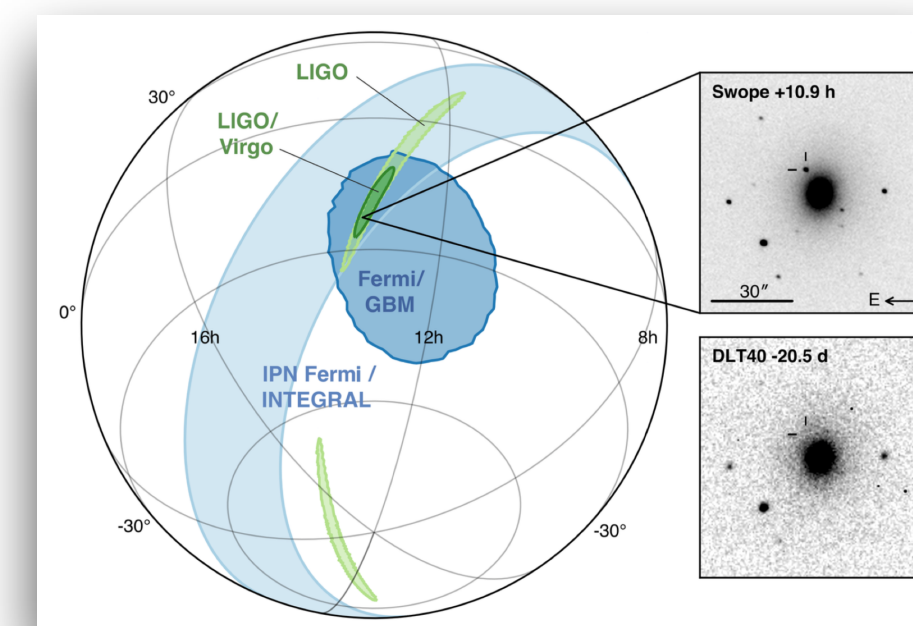 LIGO
30°
LIGO/
Virgo
Swope +10.9 h
30″
E
Fermi/
GBM
0°
16h
12h
8h
IPN Fermi /
INTEGRAL
DLT40 -20.5 d
-30°
-30°